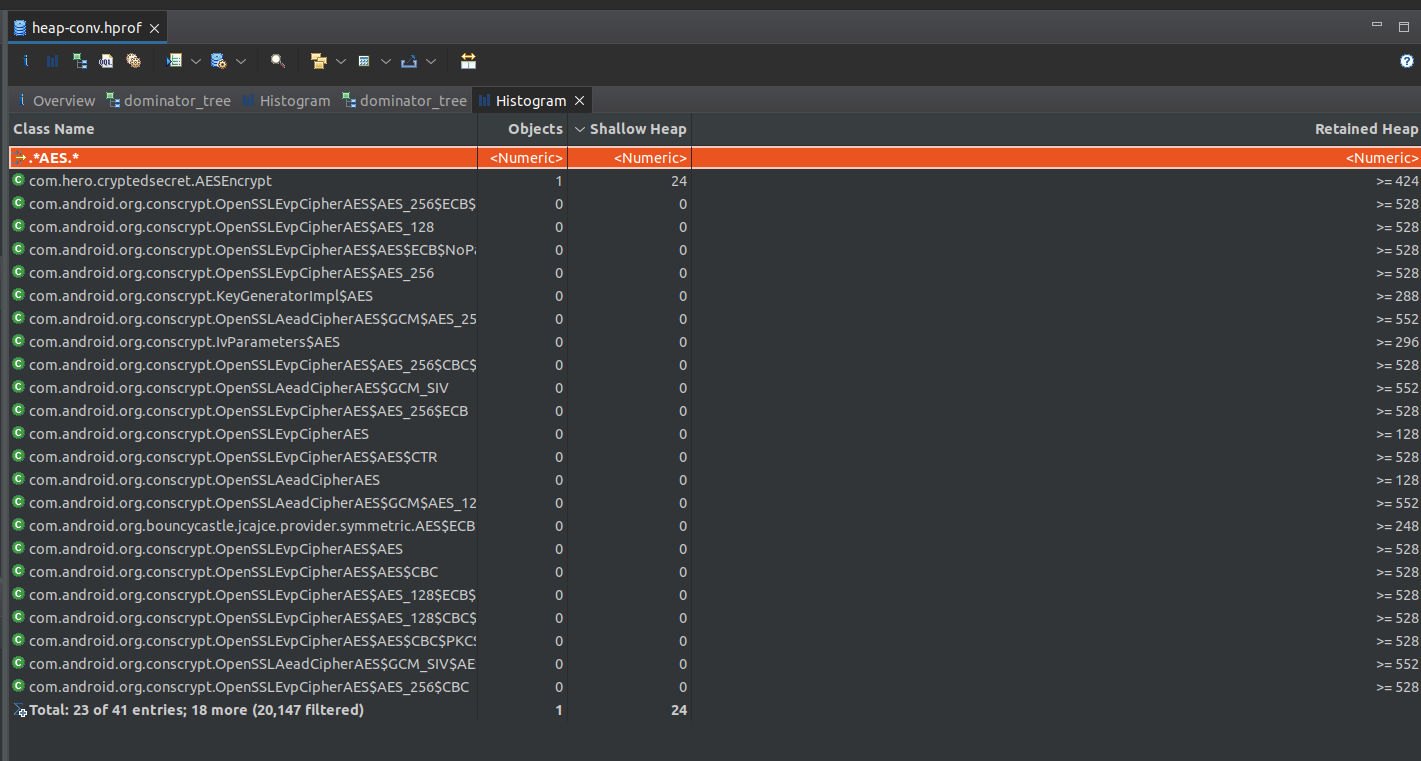 heap-conv.hprof
i OQL
i Overview dominator_tree Histogram dominator_tree Histogram
Class Name Objects Shallow Heap Retained Heap
.*AES.* <Numeric> <Numeric> <Numeric>
C com.hero.cryptedsecret.AESEncrypt 1 24 >= 424
C com.android.org.conscrypt.OpenSSLEvpCipherAES$AES_256$ECB$ 0 0 >= 528
C com.android.org.conscrypt.OpenSSLEvpCipherAES$AES_128 0 0 >= 528
C com.android.org.conscrypt.OpenSSLEvpCipherAES$AES$ECB$NoPa 0 0 >= 528
C com.android.org.conscrypt.OpenSSLEvpCipherAES$AES_256 0 0 >= 528
C com.android.org.conscrypt.KeyGeneratorImpl$AES 0 0 >= 288
C com.android.org.conscrypt.OpenSSLAeadCipherAES$GCM$AES_25 0 0 >= 552
C com.android.org.conscrypt.IvParameters$AES 0 0 >= 296
C com.android.org.conscrypt.OpenSSLEvpCipherAES$AES_256$CBC$ 0 0 >= 528
C com.android.org.conscrypt.OpenSSLAeadCipherAES$GCM_SIV 0 0 >= 552
C com.android.org.conscrypt.OpenSSLEvpCipherAES$AES_256$ECB 0 0 >= 528
C com.android.org.conscrypt.OpenSSLEvpCipherAES 0 0 >= 128
C com.android.org.conscrypt.OpenSSLEvpCipherAES$AES$CTR 0 0 >= 528
C com.android.org.conscrypt.OpenSSLAeadCipherAES 0 0 >= 128
C com.android.org.conscrypt.OpenSSLAeadCipherAES$GCM$AES_12 0 0 >= 552
C com.android.org.bouncycastle.jcajce.provider.symmetric.AES$ECB 0 0 >= 248
C com.android.org.conscrypt.OpenSSLEvpCipherAES$AES 0 0 >= 528
C com.android.org.conscrypt.OpenSSLEvpCipherAES$AES$CBC 0 0 >= 528
C com.android.org.conscrypt.OpenSSLEvpCipherAES$AES_128$ECB$ 0 0 >= 528
C com.android.org.conscrypt.OpenSSLEvpCipherAES$AES_128$CBC$ 0 0 >= 528
C com.android.org.conscrypt.OpenSSLEvpCipherAES$AES$CBC$PKCS 0 0 >= 528
C com.android.org.conscrypt.OpenSSLAeadCipherAES$GCM_SIV$AE 0 0 >= 552
C com.android.org.conscrypt.OpenSSLEvpCipherAES$AES_256$CBC 0 0 >= 528
Total: 23 of 41 entries; 18 more (20,147 filtered) 1 24